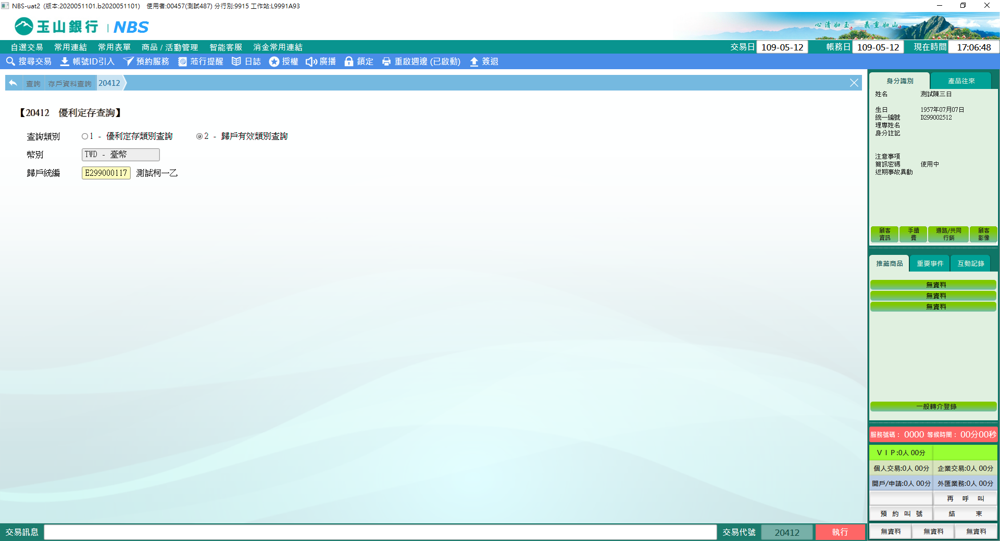 NBS-uat2 (版本:2020051101.b2020051101) 使用者:00457(測試487) 分行別:9915 工作站:L9991A93
玉山銀行 | NBS
心清如玉 義重如山
自選交易 常用連結 常用表單 商品 / 活動管理 智能客服 消金常用連結 交易日 109-05-12 帳務日 109-05-12 現在時間 17:06:48
搜尋交易 帳號ID引入 預約服務 蒞行提醒 日誌 授權 廣播 鎖定 重啟週邊 (已啟動) 簽退
查詢 存戶資料查詢 20412
【20412 優利定存查詢】
查詢類別 1 - 優利定存類別查詢 2 - 歸戶有效類別查詢
幣別 TWD - 臺幣
歸戶統編 E299000117 測試柯一乙
身分識別 產品往來
姓名 測試陳三日
生日 1957年07月07日
統一編號 D299002512
理專姓名
身分註記
注意事項
簡訊密碼 使用中
近期事故異動
顧客資訊 手續費 通路/共同行銷 顧客影像
推薦商品 重要事件 互動記錄
無資料
無資料
無資料
一般轉介登錄
服務號碼： 0000 等候時間： 00分00秒
ＶＩＰ:0人 00分
個人交易:0人 00分 企業交易:0人 00分
開戶/申請:0人 00分 外匯業務:0人 00分
再 呼 叫
預 約 叫 號 結 束
無資料 無資料 無資料
交易訊息 交易代號 20412 執行